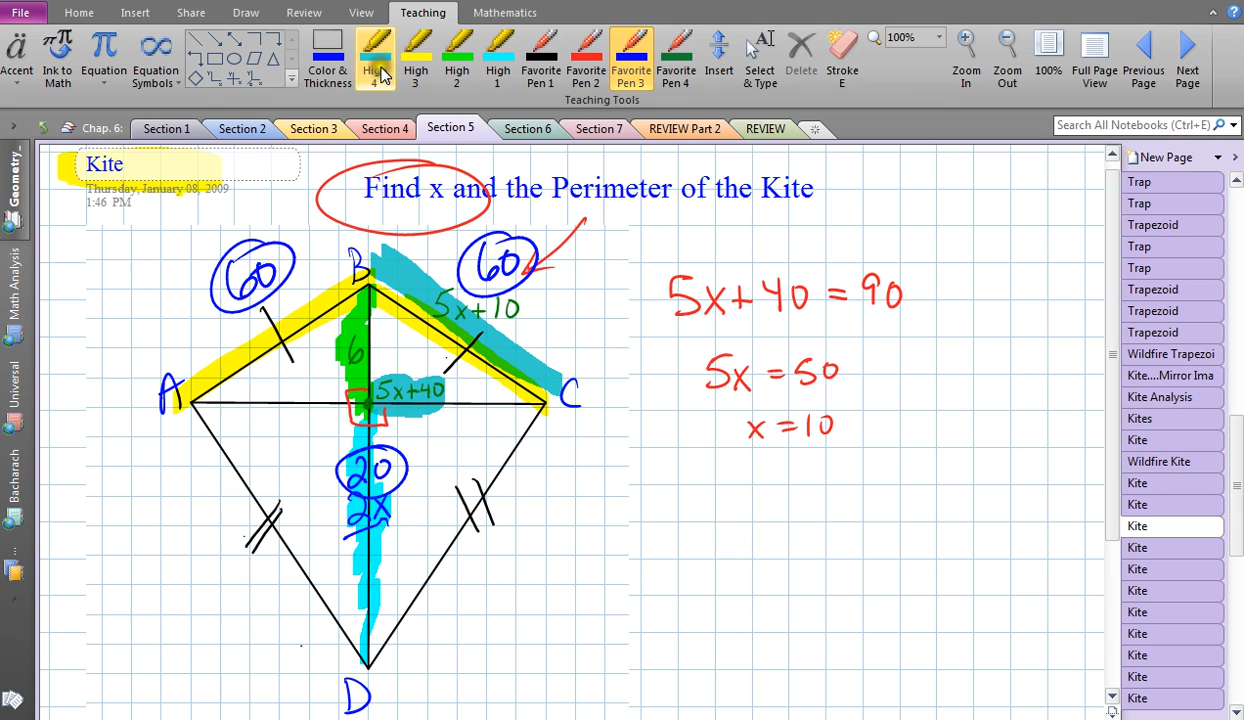 File Home Insert Share Draw Review View Teaching Mathematics
ä Accent
ππ Ink to Math
π Equation
∞ Equation Symbols
Color & Thickness
High 4
High 3
High 2
High 1
Favorite Pen 1
Favorite Pen 2
Favorite Pen 3
Favorite Pen 4
Insert
Select & Type
Delete
Stroke E
100%
Zoom In
Zoom Out
100%
Full Page View
Previous Page
Next Page
Teaching Tools
Chap. 6: Section 1 Section 2 Section 3 Section 4 Section 5 Section 6 Section 7 REVIEW Part 2 REVIEW
Search All Notebooks (Ctrl+E)
Geometry_
Math Analysis
Universal
Bacharach
...
Kite
Thursday, January 08, 2009
1:46 PM
Find x and the Perimeter of the Kite
60
B
60
5x+10
6
A
5x+40
C
20
2x
D
5x+40=90
5x=50
x=10
New Page
Trap
Trap
Trapezoid
Trap
Trap
Trapezoid
Trapezoid
Trapezoid
Wildfire Trapezoi
Kite....Mirror Ima
Kite Analysis
Kites
Kite
Wildfire Kite
Kite
Kite
Kite
Kite
Kite
Kite
Kite
Kite
Kite
Kite
Kite